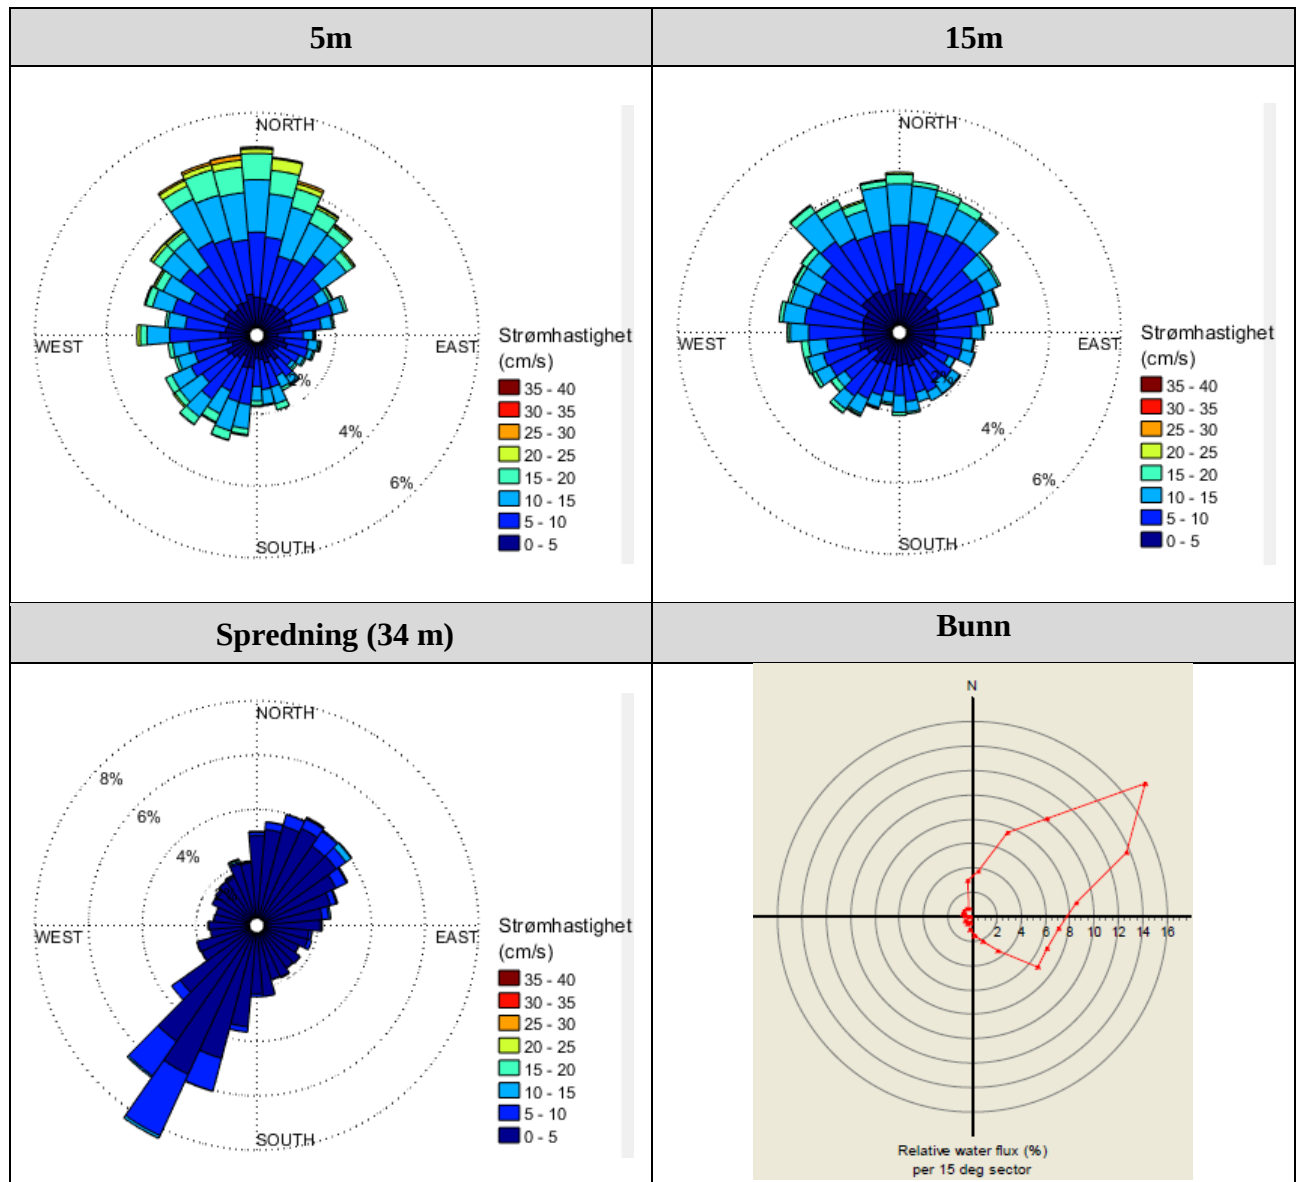 5m
15m
NORTH
WEST
EAST
SOUTH
2%
4%
6%
Strømhastighet
(cm/s)
35 - 40
30 - 35
25 - 30
20 - 25
15 - 20
10 - 15
5 - 10
0 - 5
NORTH
WEST
EAST
SOUTH
2%
4%
6%
Strømhastighet
(cm/s)
35 - 40
30 - 35
25 - 30
20 - 25
15 - 20
10 - 15
5 - 10
0 - 5
Spredning (34 m)
Bunn
NORTH
8%
6%
4%
WEST
EAST
SOUTH
Strømhastighet
(cm/s)
35 - 40
30 - 35
25 - 30
20 - 25
15 - 20
10 - 15
5 - 10
0 - 5
N
2 4 6 8 10 12 14 16
Relative water flux (%)
per 15 deg sector